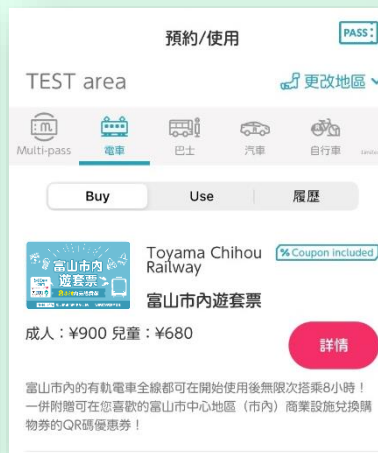 預約/使用
PASS:
TEST area
更改地區
Multi-pass
電車
巴士
汽車
自行車
Buy
Use
履歷
富山市內
遊套票
Toyama Chihou
Railway
% Coupon included
富山市內遊套票
成人：¥900 兒童：¥680
詳情
富山市內的有軌電車全線都可在開始使用後無限次搭乘8小時！
一併附贈可在您喜歡的富山市中心地區（市內）商業設施兌換購
物券的QR碼優惠券！